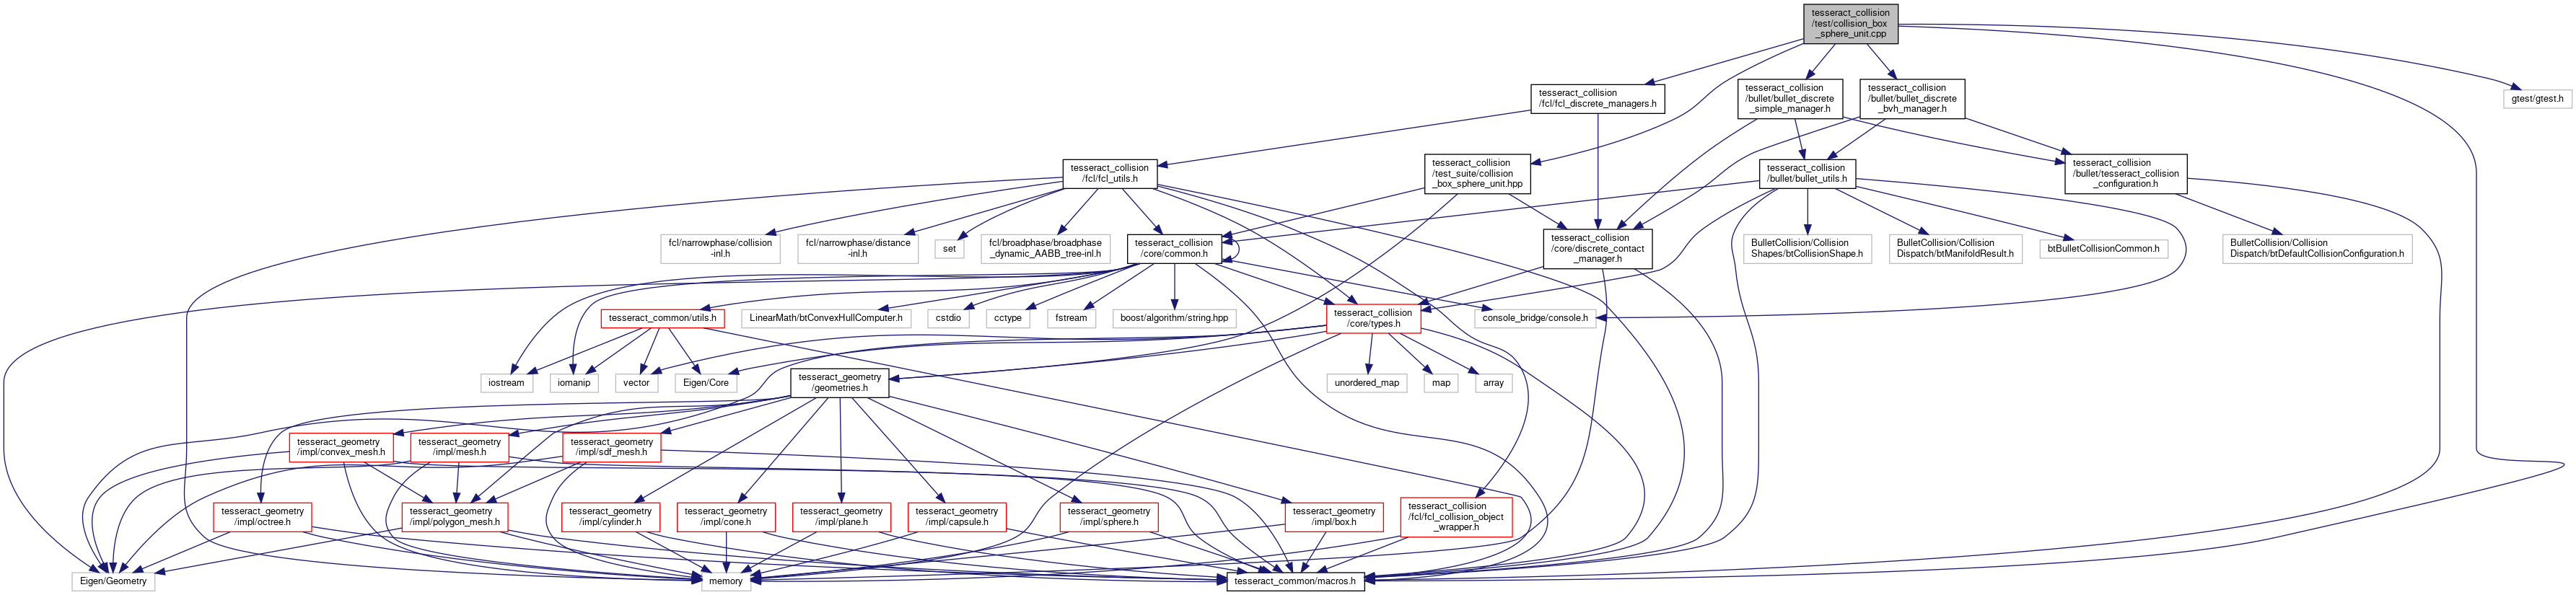 tesseract_collision
/test/collision_box
_sphere_unit.cpp
tesseract_collision
/fcl/fcl_discrete_managers.h
tesseract_collision
/bullet/bullet_discrete
_simple_manager.h
tesseract_collision
/bullet/bullet_discrete
_bvh_manager.h
gtest/gtest.h
tesseract_collision
/fcl/fcl_utils.h
tesseract_collision
/test_suite/collision
_box_sphere_unit.hpp
tesseract_collision
/bullet/bullet_utils.h
tesseract_collision
/bullet/tesseract_collision
_configuration.h
fcl/narrowphase/collision
-inl.h
fcl/narrowphase/distance
-inl.h
set
fcl/broadphase/broadphase
_dynamic_AABB_tree-inl.h
tesseract_collision
/core/common.h
tesseract_collision
/core/discrete_contact
_manager.h
BulletCollision/Collision
Shapes/btCollisionShape.h
BulletCollision/Collision
Dispatch/btManifoldResult.h
btBulletCollisionCommon.h
BulletCollision/Collision
Dispatch/btDefaultCollisionConfiguration.h
tesseract_common/utils.h
LinearMath/btConvexHullComputer.h
cstdio
cctype
fstream
boost/algorithm/string.hpp
tesseract_collision
/core/types.h
console_bridge/console.h
iostream
iomanip
vector
Eigen/Core
tesseract_geometry
/geometries.h
unordered_map
map
array
tesseract_geometry
/impl/convex_mesh.h
tesseract_geometry
/impl/mesh.h
tesseract_geometry
/impl/sdf_mesh.h
tesseract_geometry
/impl/octree.h
tesseract_geometry
/impl/polygon_mesh.h
tesseract_geometry
/impl/cylinder.h
tesseract_geometry
/impl/cone.h
tesseract_geometry
/impl/plane.h
tesseract_geometry
/impl/capsule.h
tesseract_geometry
/impl/sphere.h
tesseract_geometry
/impl/box.h
tesseract_collision
/fcl/fcl_collision_object
_wrapper.h
Eigen/Geometry
memory
tesseract_common/macros.h